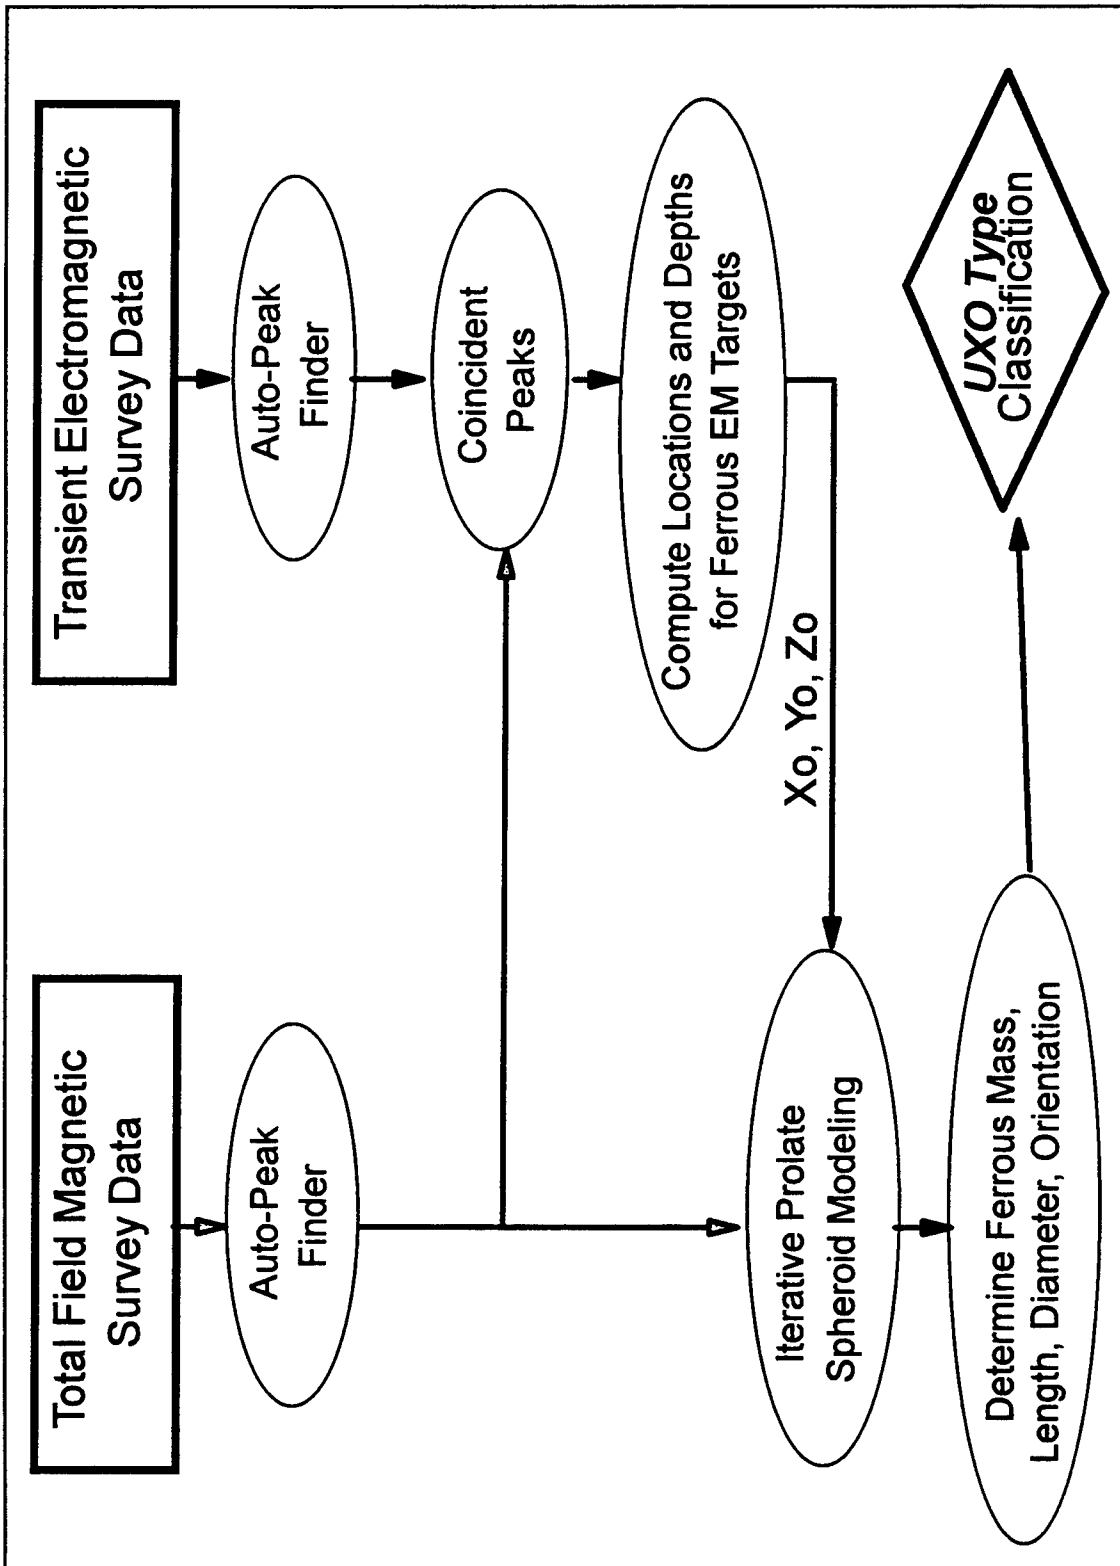 Total Field Magnetic
Survey Data
Transient Electromagnetic
Survey Data
Auto-Peak
Finder
Auto-Peak
Finder
Coincident
Peaks
Compute Locations and Depths
for Ferrous EM Targets
Xo, Yo, Zo
Iterative Prolate
Spheroid Modeling
Determine Ferrous Mass,
Length, Diameter, Orientation
UXO Type
Classification